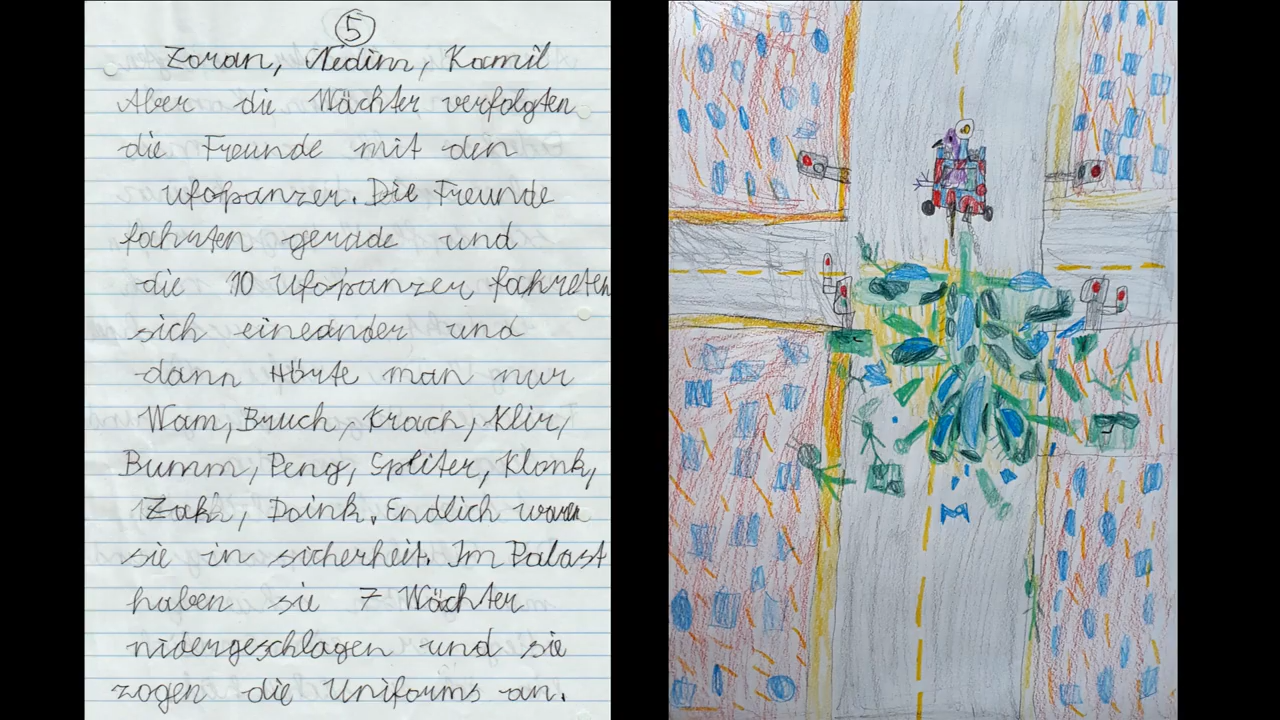 5
Zoran, Nedim, Kamil
Aber die Wächter verfolgten
die Freunde mit den
ufopanzer. Die Freunde
fahrten gerade und
die 10 Ufopanzer fahreten
sich eineander und
dann Hörte man nur
Wam, Bruch, Krach, Klir,
Bumm, Peng, Spliter, Klonk,
Zakk, Doink. Endlich waren
sie in sicherheit. Im Palast
haben sie 7 Wächter
nidergeschlagen und sie
zogen die Uniforms an.